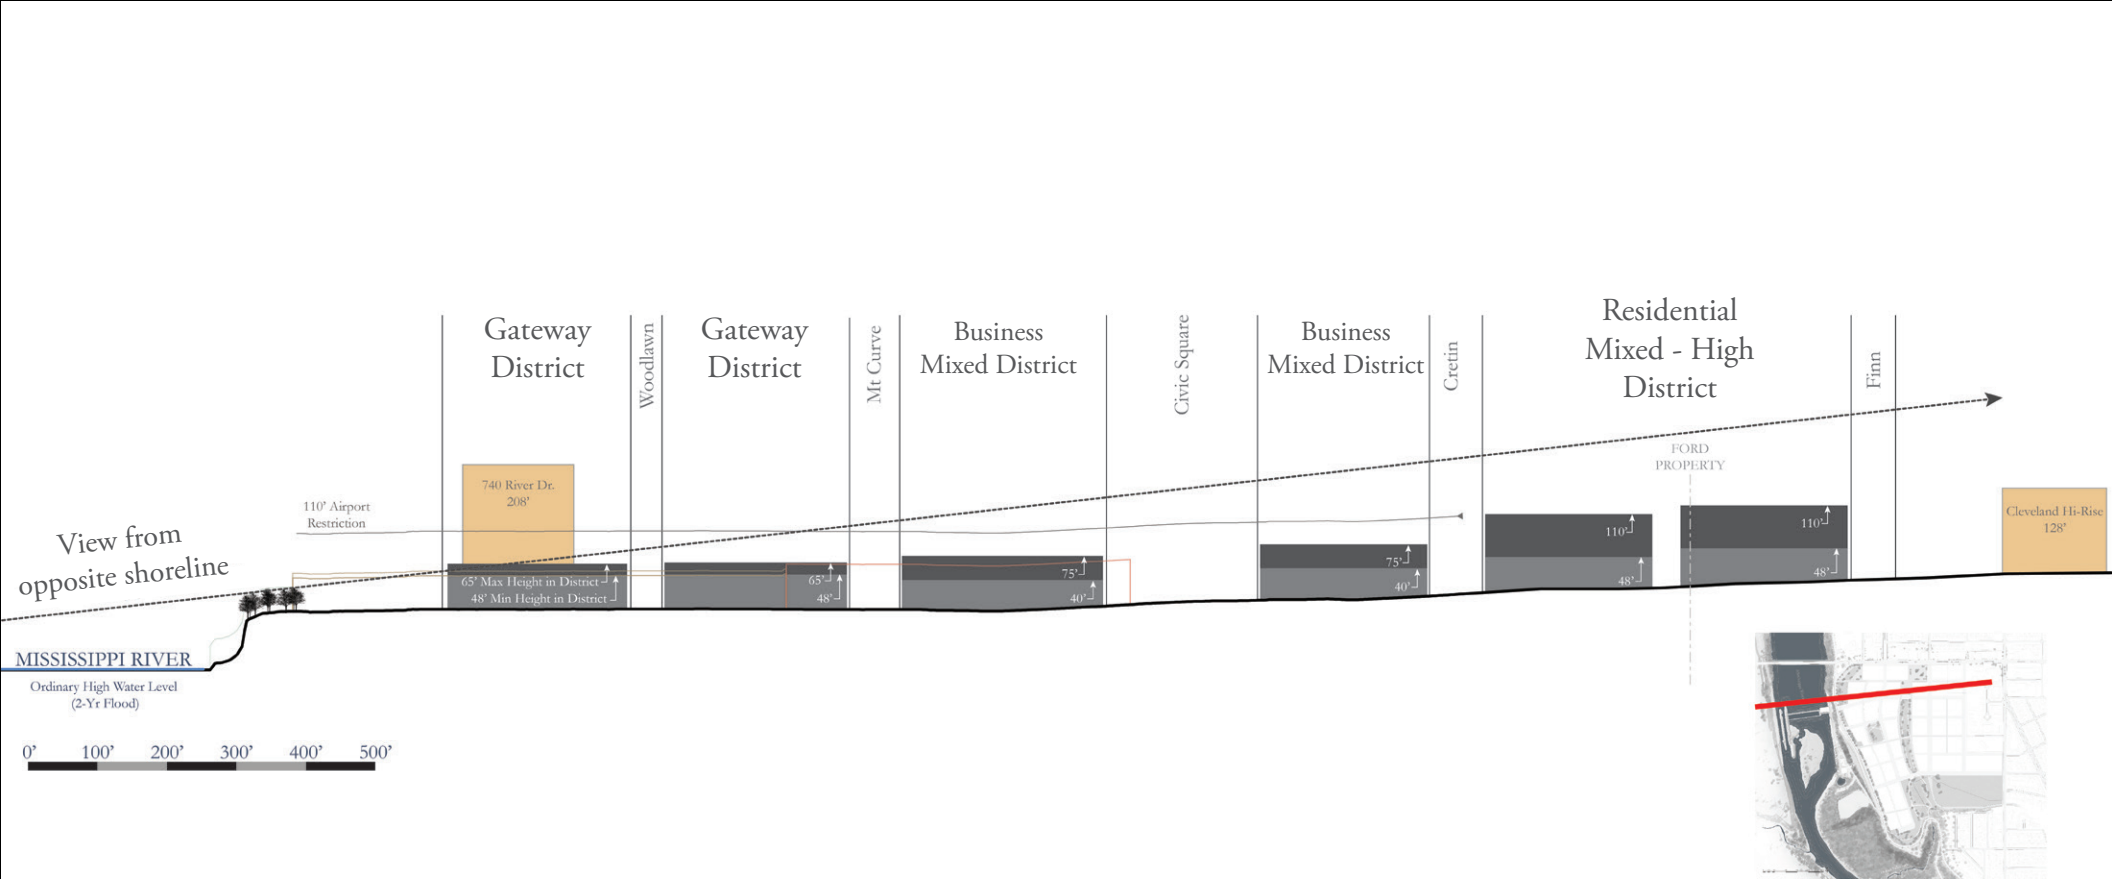 Gateway
District
Woodlawn
Gateway
District
Mt Curve
Business
Mixed District
Civic Square
Business
Mixed District
Cretin
Residential
Mixed - High
District
Finn
FORD
PROPERTY
740 River Dr.
208’
110’ Airport
Restriction
View from
opposite shoreline
65’ Max Height in District
48’ Min Height in District
65’
48’
75’
40’
75’
40’
110’
48’
110’
48’
Cleveland Hi-Rise
128’
MISSISSIPPI RIVER
Ordinary High Water Level
(2-Yr Flood)
0’ 100’ 200’ 300’ 400’ 500’